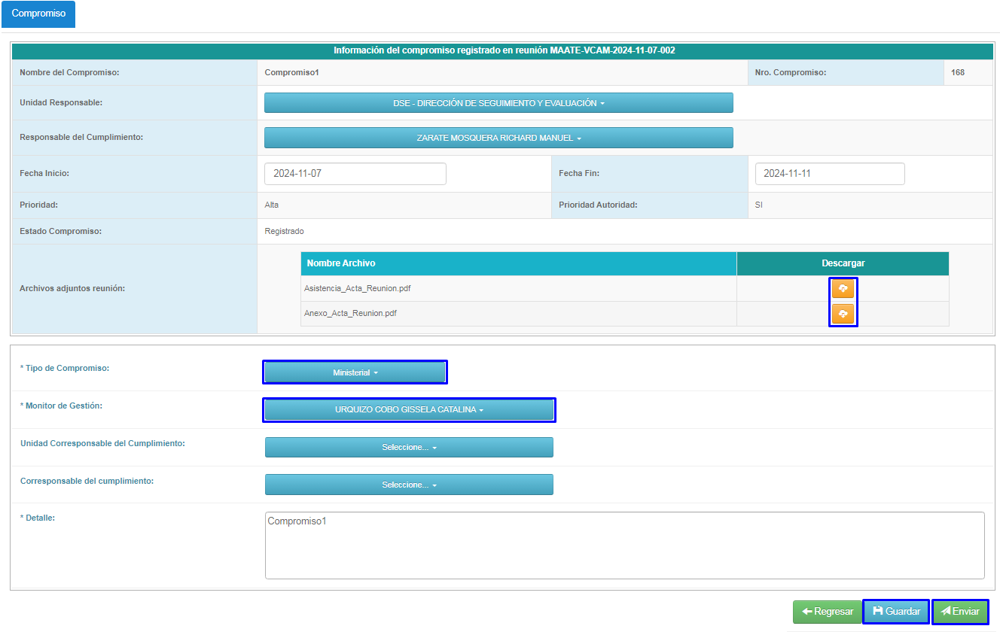 Compromiso
Información del compromiso registrado en reunión MAATE-VCAM-2024-11-07-002
Nombre del Compromiso: Compromiso1 Nro. Compromiso: 168
Unidad Responsable: DSE - DIRECCIÓN DE SEGUIMIENTO Y EVALUACIÓN
Responsable del Cumplimiento: ZARATE MOSQUERA RICHARD MANUEL
Fecha Inicio: 2024-11-07 Fecha Fin: 2024-11-11
Prioridad: Alta Prioridad Autoridad: SI
Estado Compromiso: Registrado
Archivos adjuntos reunión:
Nombre Archivo Descargar
Asistencia_Acta_Reunion.pdf
Anexo_Acta_Reunion.pdf
* Tipo de Compromiso: Ministerial
* Monitor de Gestión: URQUIZO COBO GISSELA CATALINA
Unidad Corresponsable del Cumplimiento: Seleccione...
Corresponsable del cumplimiento: Seleccione...
* Detalle: Compromiso1
Regresar Guardar Enviar